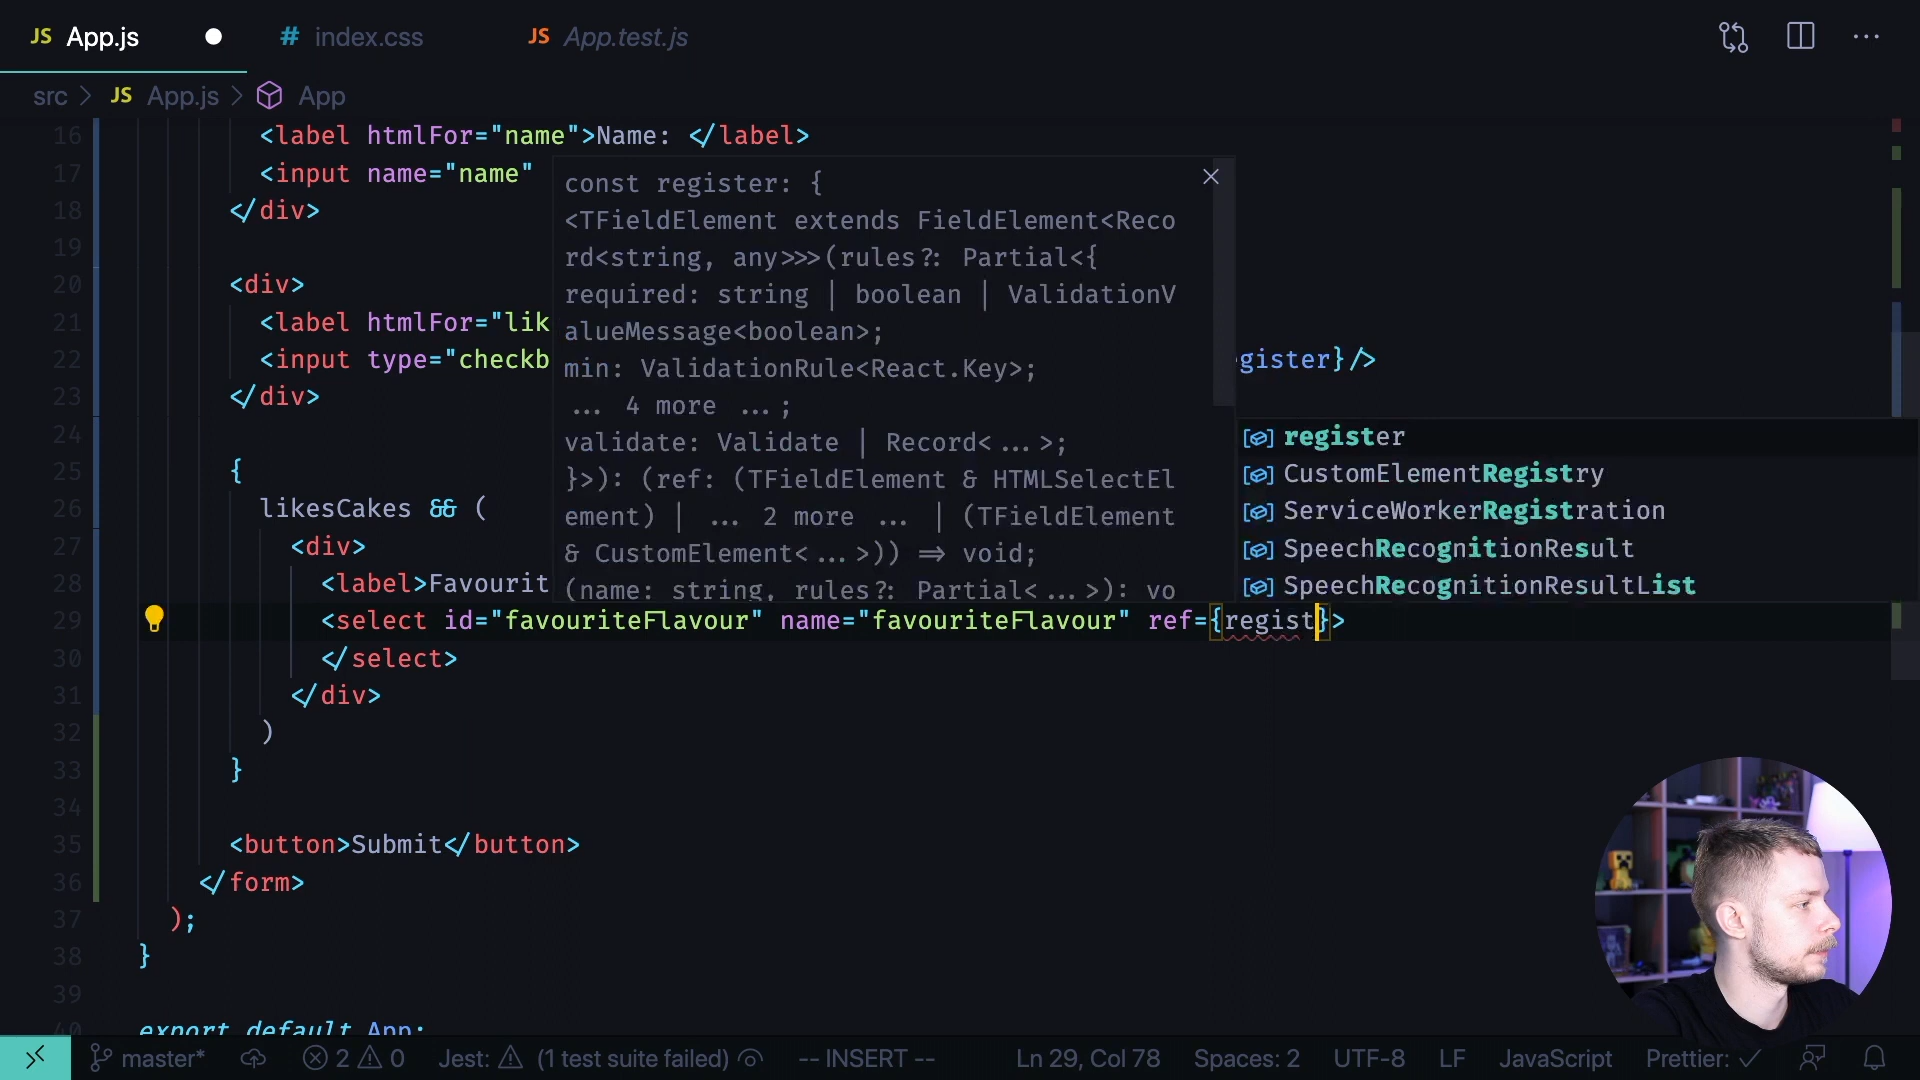 JS App.js
# index.css
JS App.test.js
src > JS App.js > App
16 <label htmlFor="name">Name: </label>
17 <input name="name"
18 </div>
19
20 <div>
21 <label htmlFor="lik
22 <input type="checkb
gister}/>
23 </div>
24
25 {
26 likesCakes && (
27 <div>
28 <label>Favourit
29 <select id="favouriteFlavour" name="favouriteFlavour" ref={regist}>
30 </select>
31 </div>
32 )
33 }
34
35 <button>Submit</button>
36 </form>
37 );
38 }
39
40 export default App;
const register: {
<TFieldElement extends FieldElement<Reco
rd<string, any>>>(rules?: Partial<{
required: string | boolean | ValidationV
alueMessage<boolean>;
min: ValidationRule<React.Key>;
... 4 more ...;
validate: Validate | Record<...>;
}>): (ref: (TFieldElement & HTMLSelectEl
ement) | ... 2 more ... | (TFieldElement
& CustomElement<...>)) => void;
(name: string, rules?: Partial<...>): vo
register
CustomElementRegistry
ServiceWorkerRegistration
SpeechRecognitionResult
SpeechRecognitionResultList
master* 2 0 Jest: (1 test suite failed) -- INSERT -- Ln 29, Col 78 Spaces: 2 UTF-8 LF JavaScript Prettier: ✓